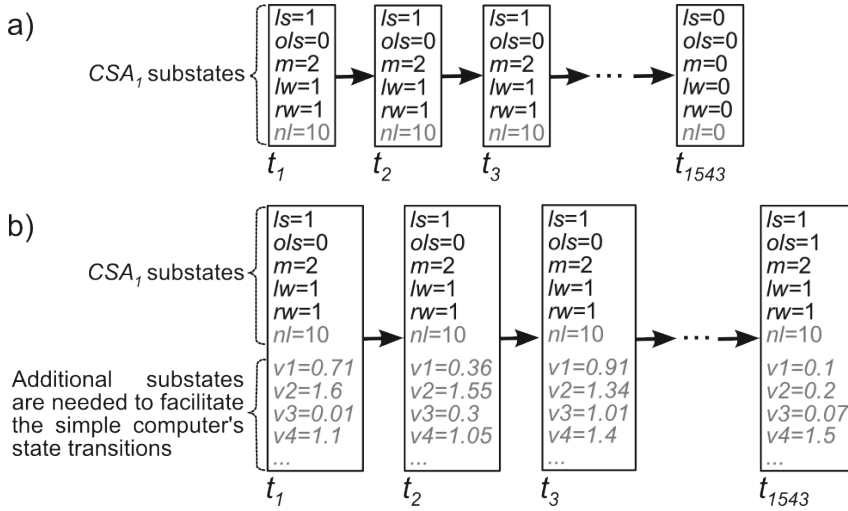 a)
CSA1 substates
ls=1 ls=1 ls=1 ls=0
ols=0 ols=0 ols=0 ols=0
m=2 m=2 m=2 m=0
lw=1 lw=1 lw=1 ... lw=0
rw=1 rw=1 rw=1 rw=0
nl=10 nl=10 nl=10 nl=0
t1 t2 t3 t1543
b)
CSA1 substates
ls=1 ls=1 ls=1 ls=1
ols=0 ols=0 ols=0 ols=1
m=2 m=2 m=2 m=2
lw=1 lw=1 lw=1 lw=1
rw=1 rw=1 rw=1 rw=1
nl=10 nl=10 nl=10 ... nl=10
Additional substates
are needed to facilitate
the simple computer's
state transitions
v1=0.71 v1=0.36 v1=0.91 v1=0.1
v2=1.6 v2=1.55 v2=1.34 v2=0.2
v3=0.01 v3=0.3 v3=1.01 v3=0.07
v4=1.1 v4=1.05 v4=1.4 v4=1.5
... ... ... ...
t1 t2 t3 t1543